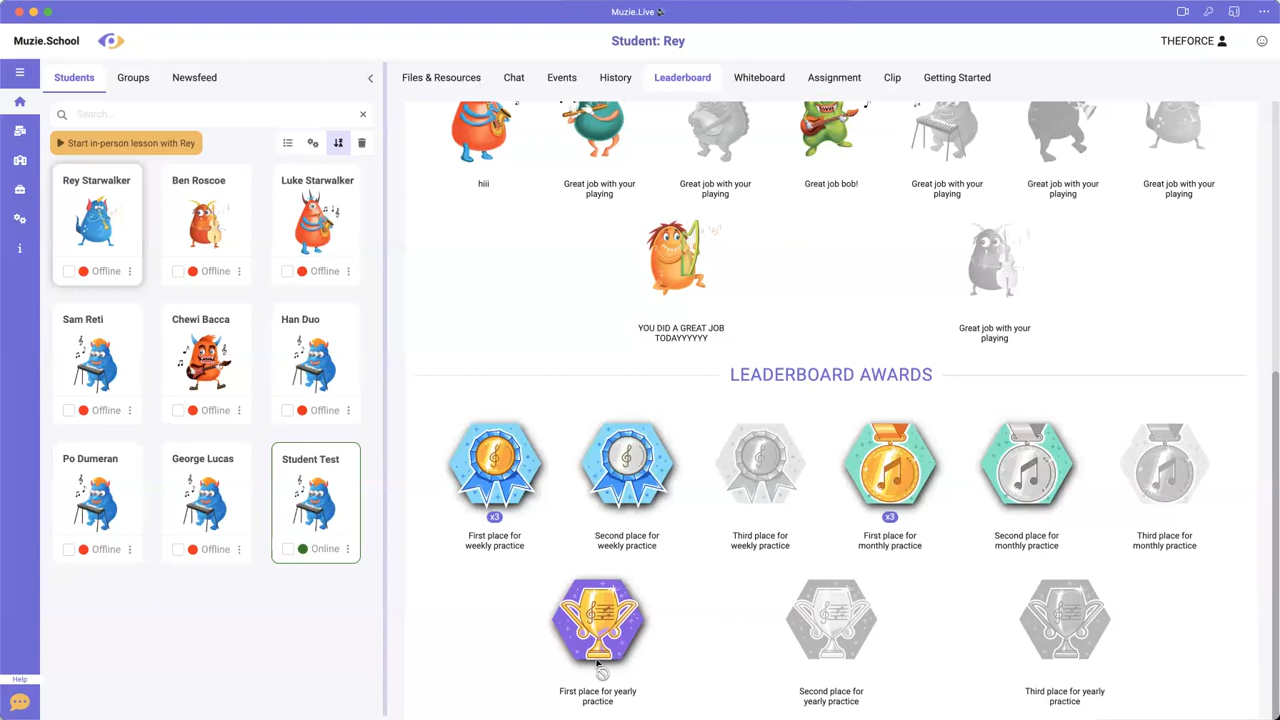 Muzie.Live
Muzie.School
Student: Rey
THEFORCE
Students
Groups
Newsfeed
Files & Resources
Chat
Events
History
Leaderboard
Whiteboard
Assignment
Clip
Getting Started
Search...
Start in-person lesson with Rey
Rey Starwalker
Ben Roscoe
Luke Starwalker
Offline
Offline
Offline
Sam Reti
Chewi Bacca
Han Duo
Offline
Offline
Offline
Po Dumeran
George Lucas
Student Test
Offline
Offline
Online
Help
hiii
Great job with your
playing
Great job with your
playing
Great job bob!
Great job with your
playing
Great job with your
playing
Great job with your
playing
YOU DID A GREAT JOB
TODAYYYYYY
Great job with your
playing
LEADERBOARD AWARDS
x3
First place for
weekly practice
Second place for
weekly practice
Third place for
weekly practice
x3
First place for
monthly practice
Second place for
monthly practice
Third place for
monthly practice
First place for yearly
practice
Second place for
yearly practice
Third place for yearly
practice